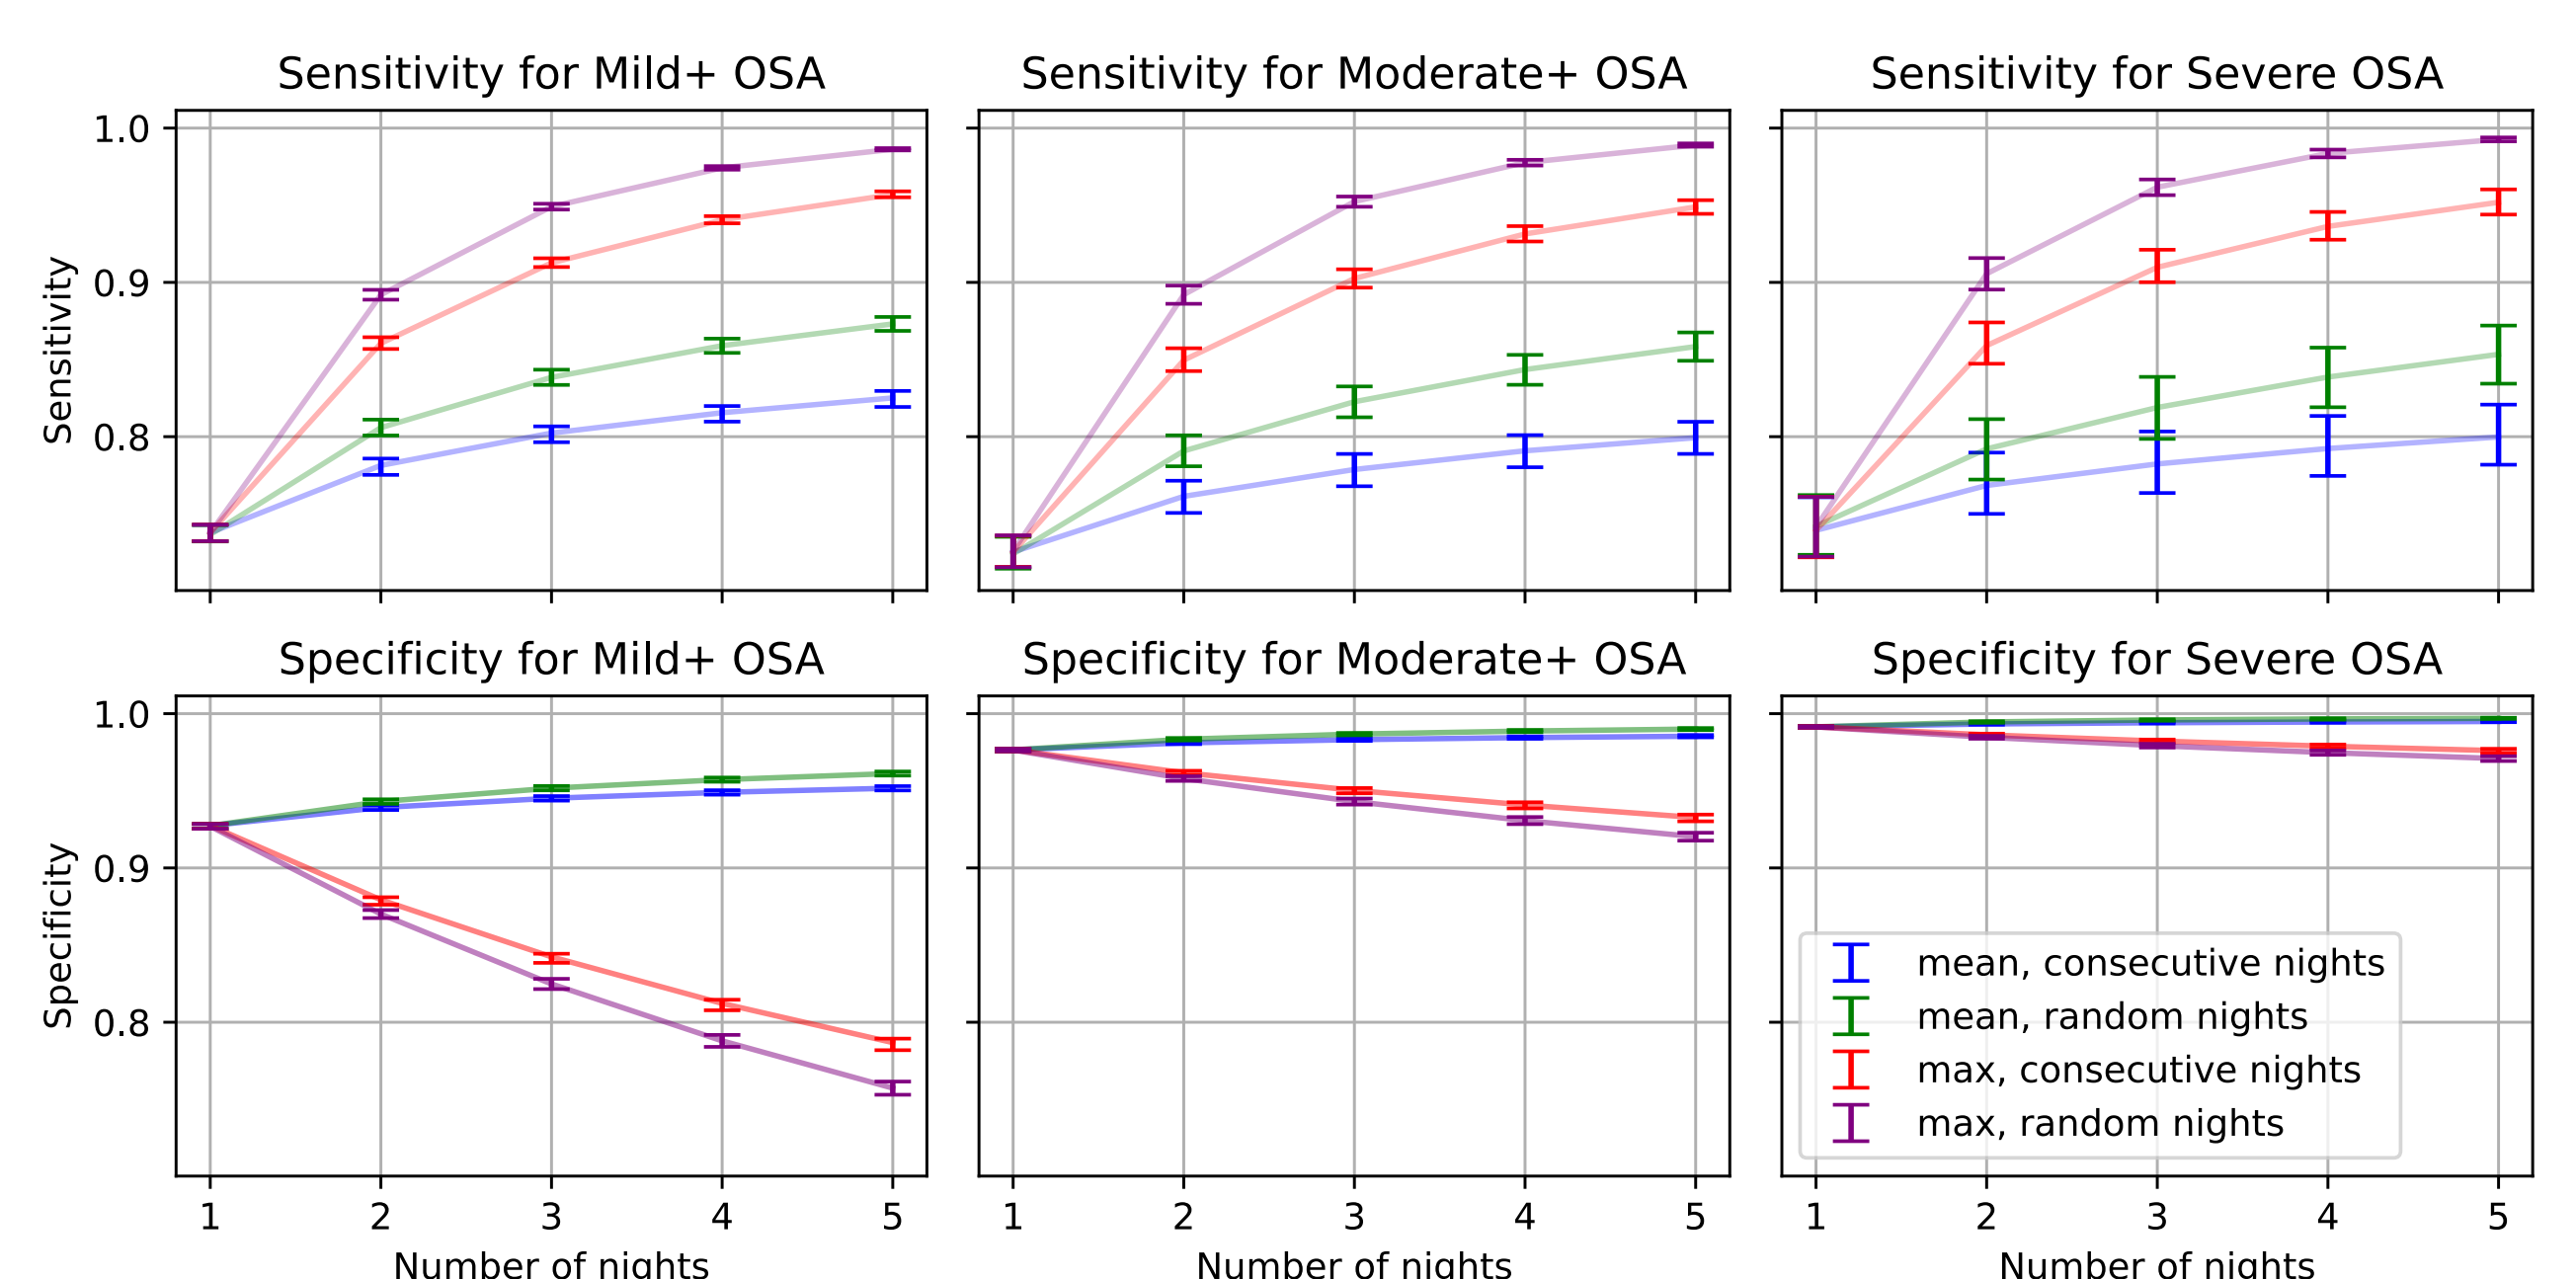 Sensitivity for Mild+ OSA
Sensitivity for Moderate+ OSA
Sensitivity for Severe OSA
Sensitivity
1.0
0.9
0.8
Specificity for Mild+ OSA
Specificity for Moderate+ OSA
Specificity for Severe OSA
Specificity
1.0
0.9
0.8
mean, consecutive nights
mean, random nights
max, consecutive nights
max, random nights
1 2 3 4 5
1 2 3 4 5
1 2 3 4 5
Number of nights
Number of nights
Number of nights